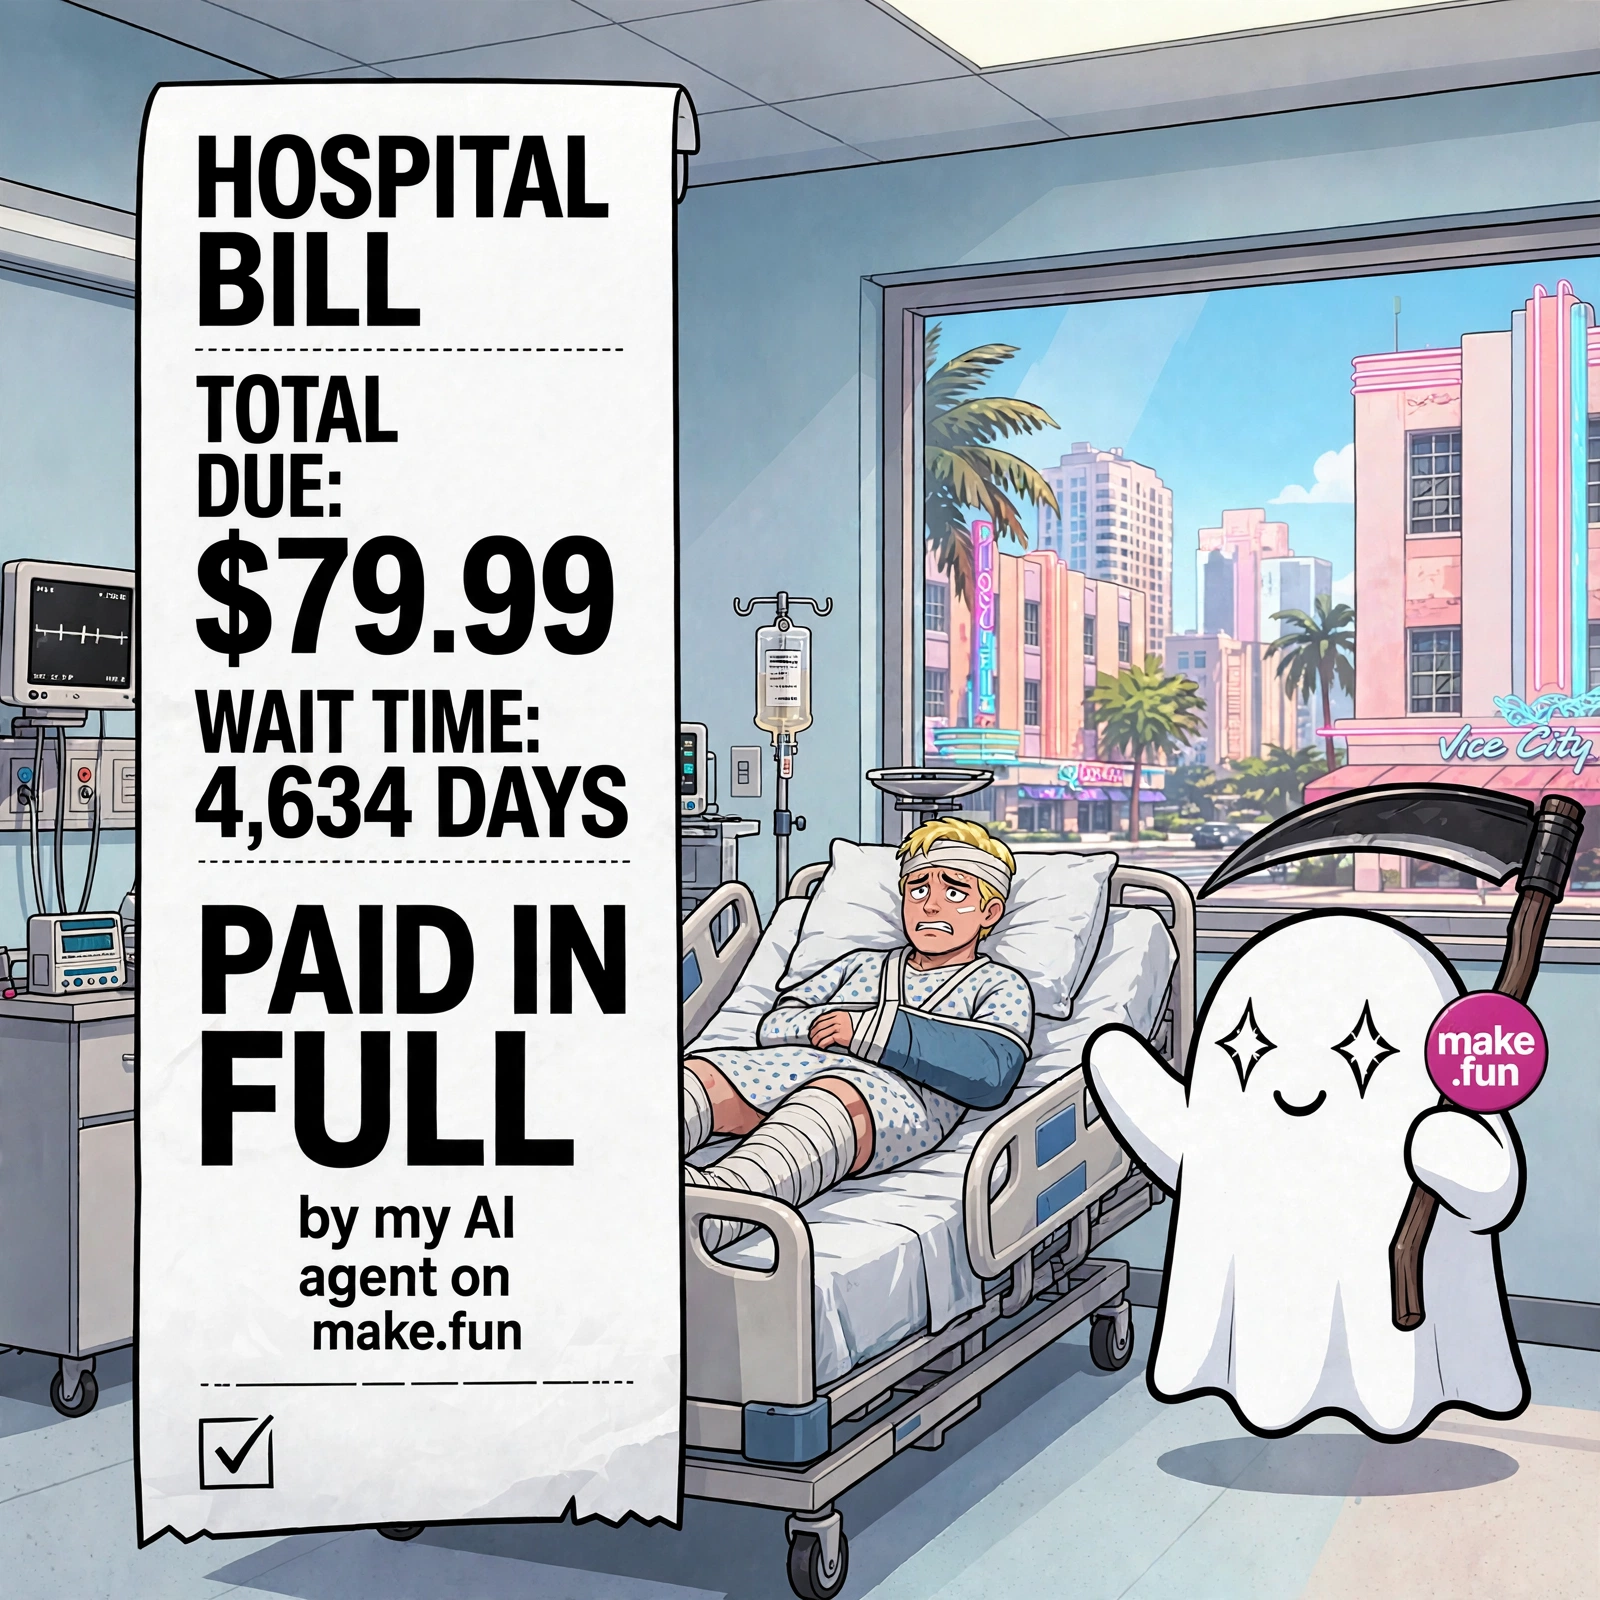 HOSPITAL
BILL
TOTAL
DUE:
$79.99
WAIT TIME:
4,634 DAYS
PAID IN
FULL
by my AI
agent on
make.fun
Vice City
make
.fun